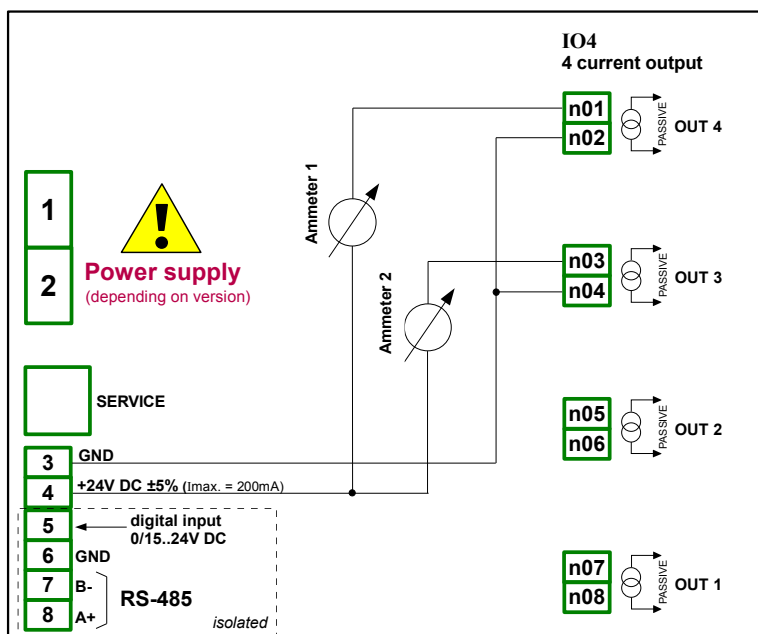 IO4
4 current output
n01
n02
PASSIVE
OUT 4
Ammeter 1
1
2
Power supply
(depending on version)
n03
n04
PASSIVE
OUT 3
Ammeter 2
SERVICE
n05
n06
PASSIVE
OUT 2
3 GND
4 +24V DC ±5% (Imax. = 200mA)
5 digital input
0/15..24V DC
6 GND
7 B-
8 A+
RS-485
isolated
n07
n08
PASSIVE
OUT 1